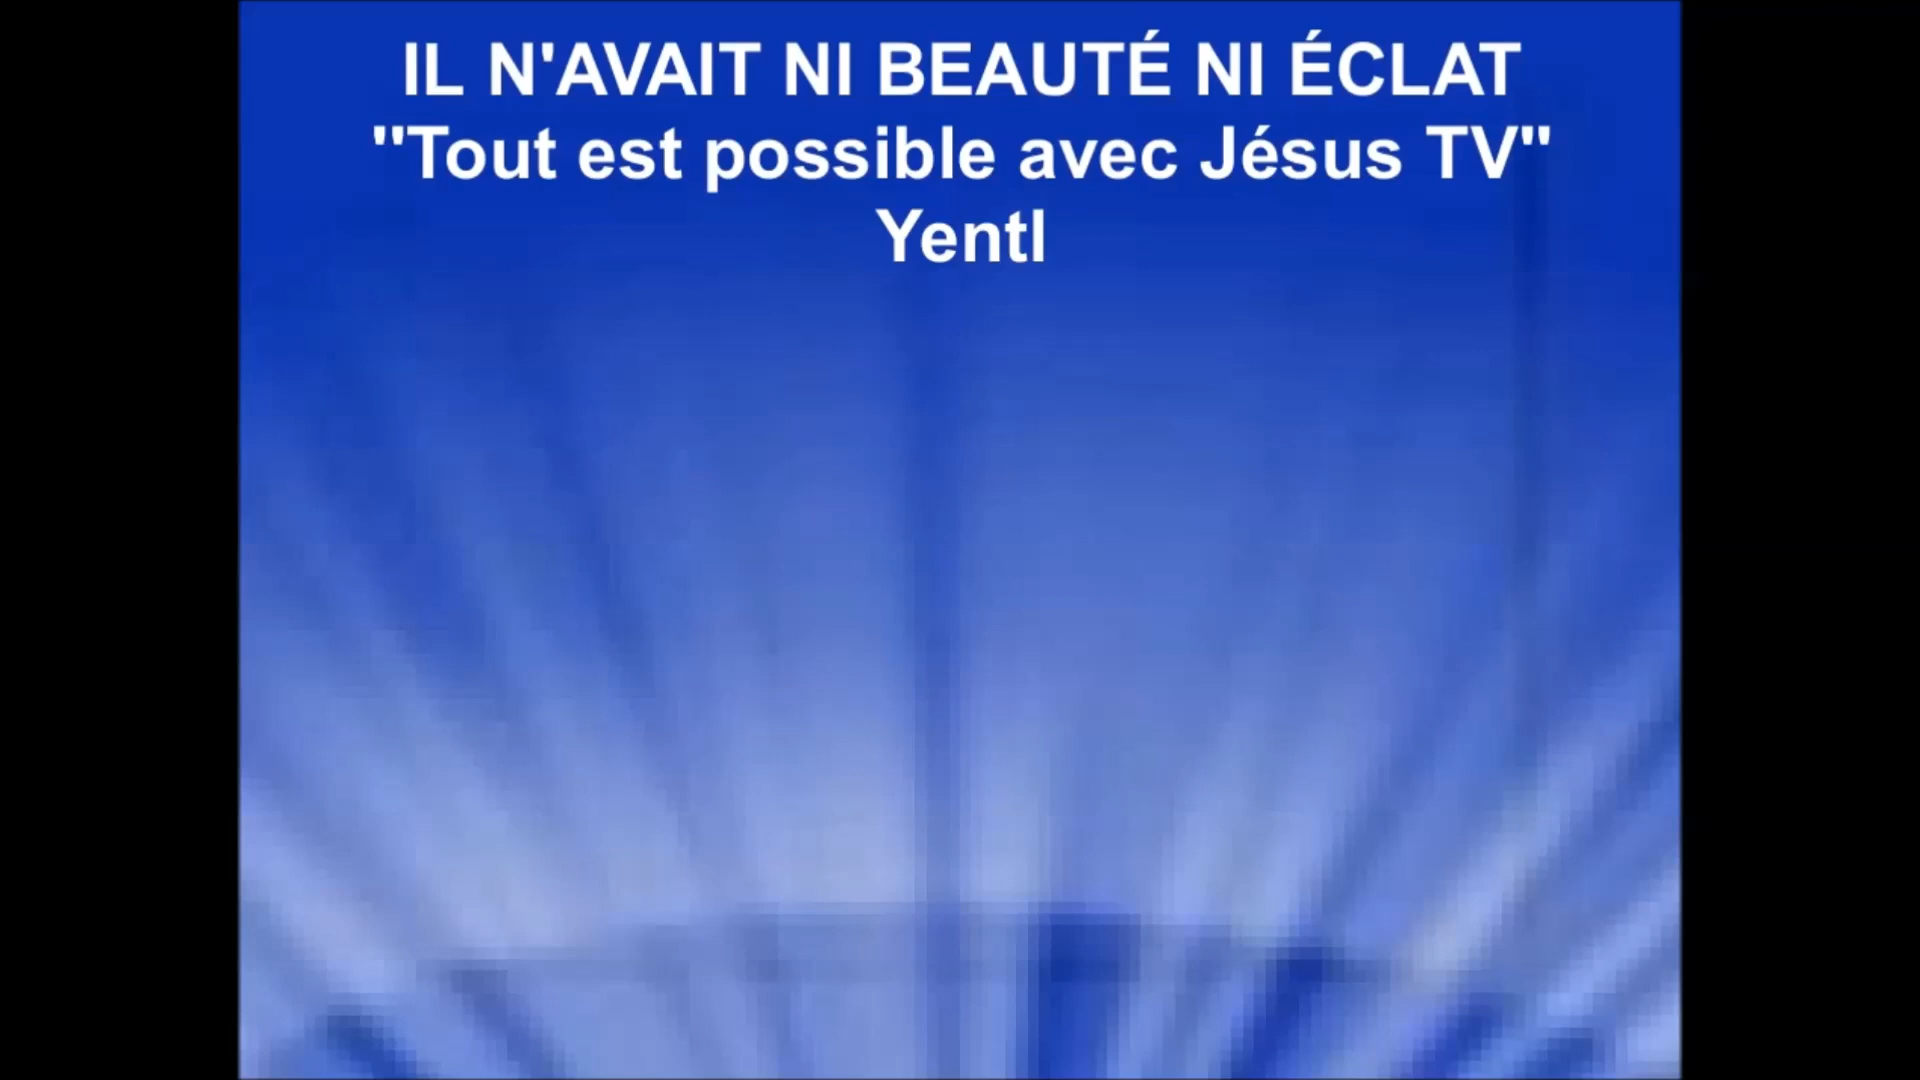 IL N'AVAIT NI BEAUTÉ NI ÉCLAT
"Tout est possible avec Jésus TV"
Yentl